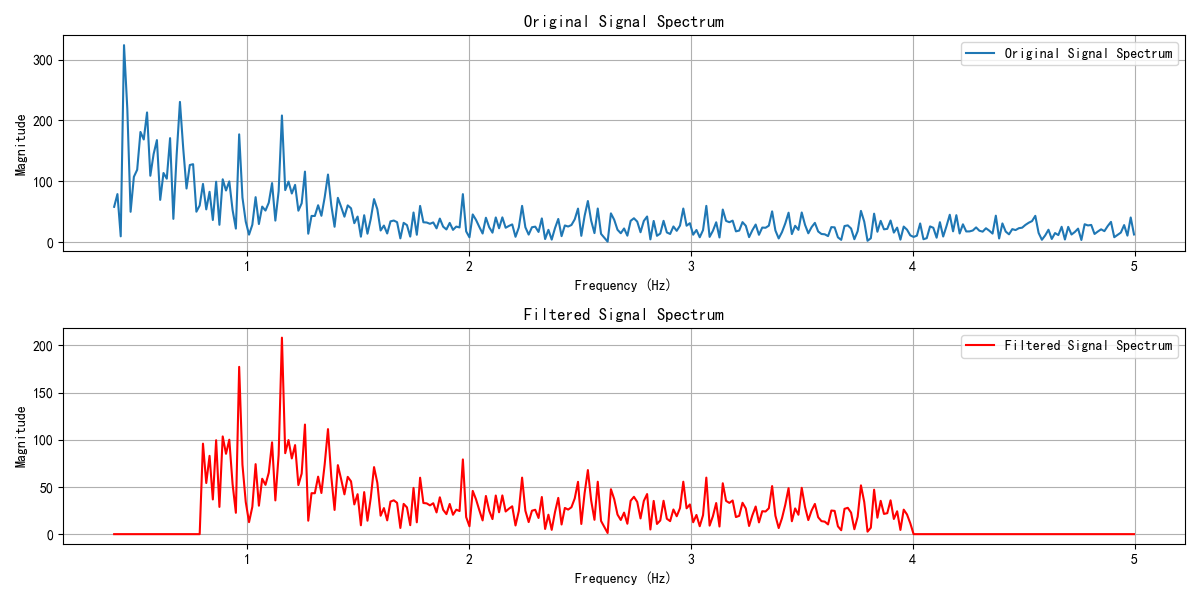 Original Signal Spectrum
Original Signal Spectrum
Magnitude
300
200
100
0
1 2 3 4 5
Frequency (Hz)
Filtered Signal Spectrum
Filtered Signal Spectrum
Magnitude
200
150
100
50
0
1 2 3 4 5
Frequency (Hz)